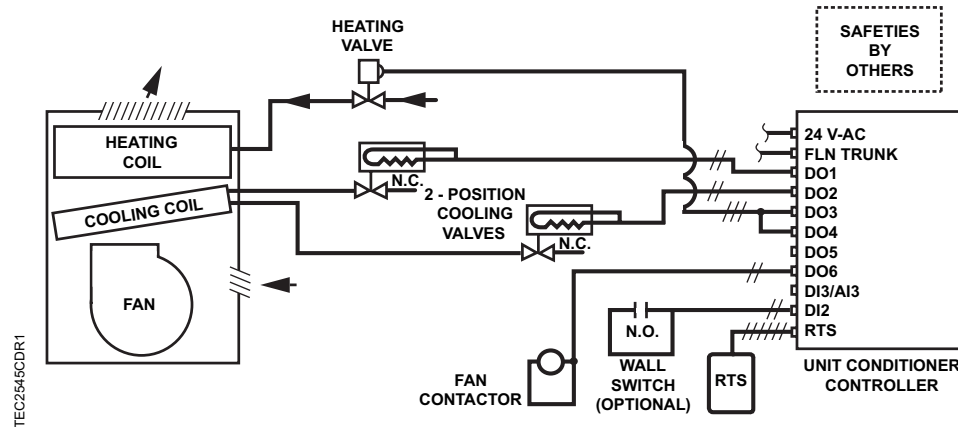 SAFETIES
BY
OTHERS
HEATING
VALVE
HEATING
COIL
COOLING COIL
FAN
N.C.
2 - POSITION
COOLING
VALVES
N.C.
24 V-AC
FLN TRUNK
DO1
DO2
DO3
DO4
DO5
DO6
DI3/AI3
DI2
RTS
N.O.
FAN
CONTACTOR
WALL
SWITCH
(OPTIONAL)
RTS
UNIT CONDITIONER
CONTROLLER
TEC2545CDR1